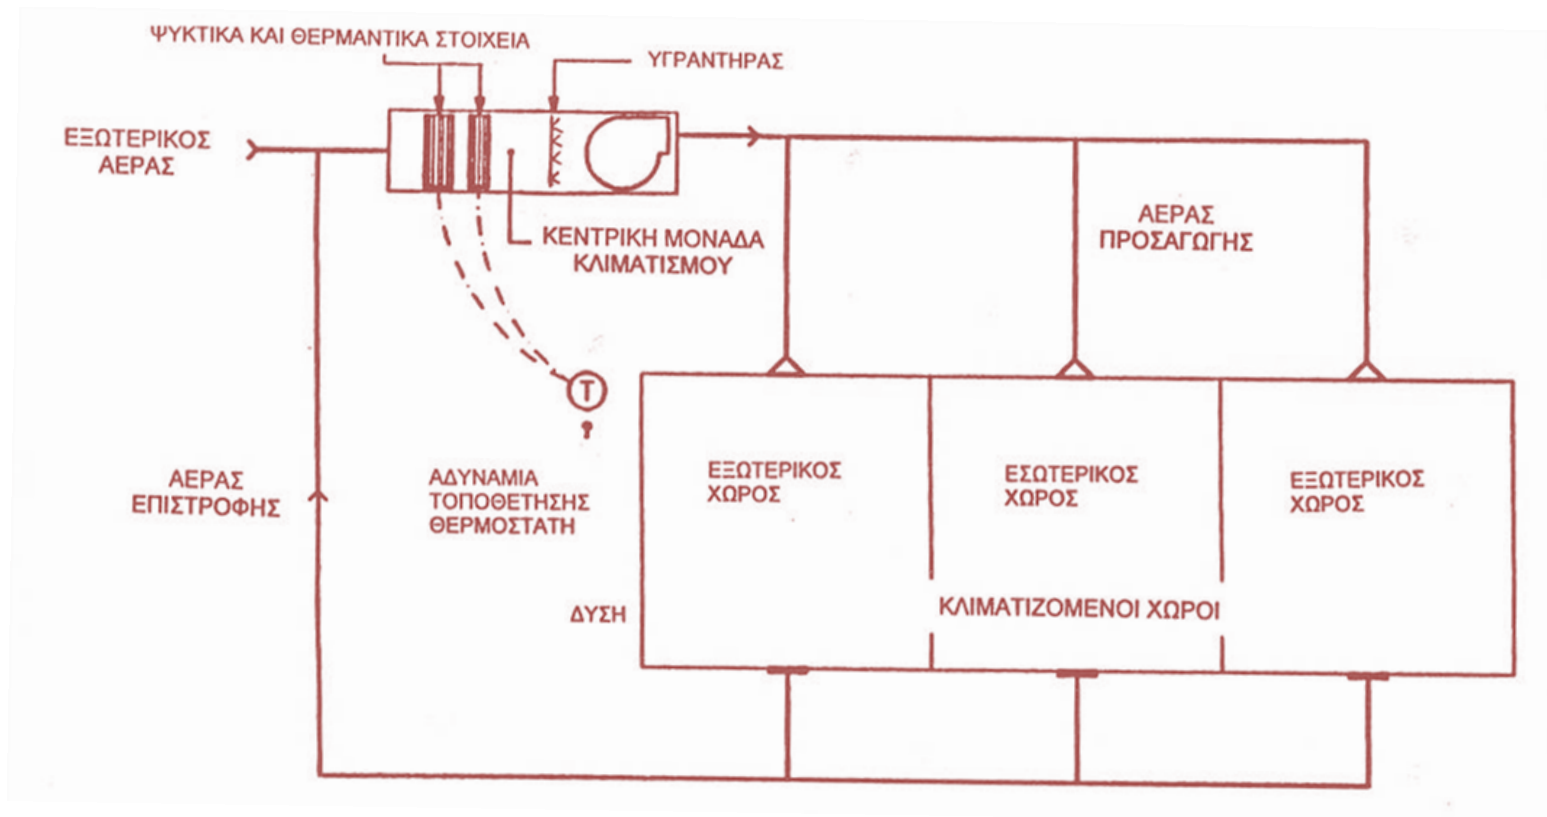 ΨΥΚΤΙΚΑ ΚΑΙ ΘΕΡΜΑΝΤΙΚΑ ΣΤΟΙΧΕΙΑ
ΥΓΡΑΝΤΗΡΑΣ
ΕΞΩΤΕΡΙΚΟΣ
ΑΕΡΑΣ
ΚΕΝΤΡΙΚΗ ΜΟΝΑΔΑ
ΚΛΙΜΑΤΙΣΜΟΥ
ΑΕΡΑΣ
ΠΡΟΣΑΓΩΓΗΣ
Τ
ΑΕΡΑΣ
ΕΠΙΣΤΡΟΦΗΣ
ΑΔΥΝΑΜΙΑ
ΤΟΠΟΘΕΤΗΣΗΣ
ΘΕΡΜΟΣΤΑΤΗ
ΕΞΩΤΕΡΙΚΟΣ
ΧΩΡΟΣ
ΕΣΩΤΕΡΙΚΟΣ
ΧΩΡΟΣ
ΕΞΩΤΕΡΙΚΟΣ
ΧΩΡΟΣ
ΔΥΣΗ
ΚΛΙΜΑΤΙΖΟΜΕΝΟΙ ΧΩΡΟΙ